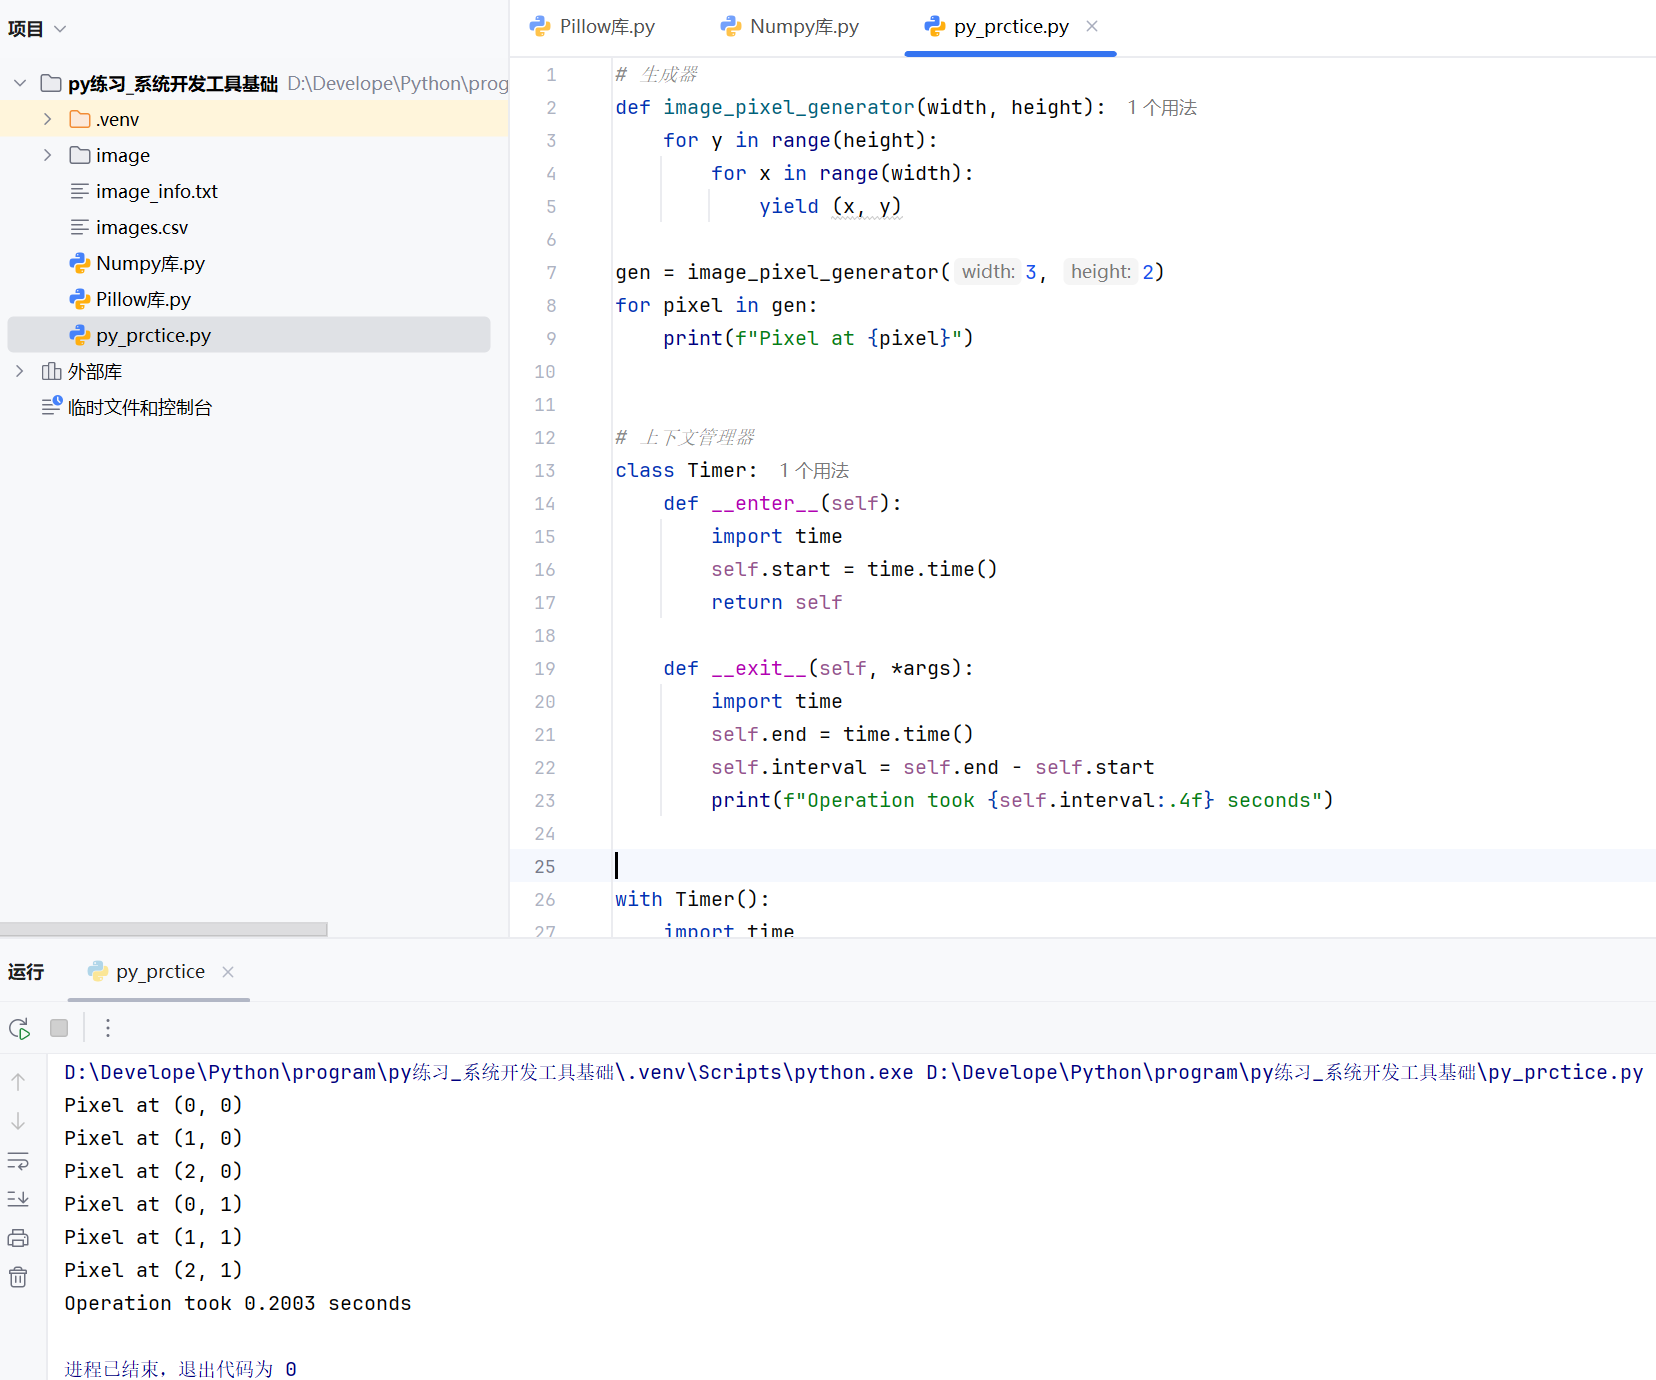 项目
py练习_系统开发工具基础 D:\Develope\Python\prog
.venv
image
image_info.txt
images.csv
Numpy库.py
Pillow库.py
py_prctice.py
外部库
临时文件和控制台
Pillow库.py Numpy库.py py_prctice.py
1 # 生成器
2 def image_pixel_generator(width, height): 1 个用法
3 for y in range(height):
4 for x in range(width):
5 yield (x, y)
6
7 gen = image_pixel_generator( width: 3, height: 2)
8 for pixel in gen:
9 print(f"Pixel at {pixel}")
10
11
12 # 上下文管理器
13 class Timer: 1 个用法
14 def __enter__(self):
15 import time
16 self.start = time.time()
17 return self
18
19 def __exit__(self, *args):
20 import time
21 self.end = time.time()
22 self.interval = self.end - self.start
23 print(f"Operation took {self.interval:.4f} seconds")
24
25
26 with Timer():
27 import time
运行 py_prctice
D:\Develope\Python\program\py练习_系统开发工具基础\.venv\Scripts\python.exe D:\Develope\Python\program\py练习_系统开发工具基础\py_prctice.py
Pixel at (0, 0)
Pixel at (1, 0)
Pixel at (2, 0)
Pixel at (0, 1)
Pixel at (1, 1)
Pixel at (2, 1)
Operation took 0.2003 seconds
进程已结束，退出代码为 0